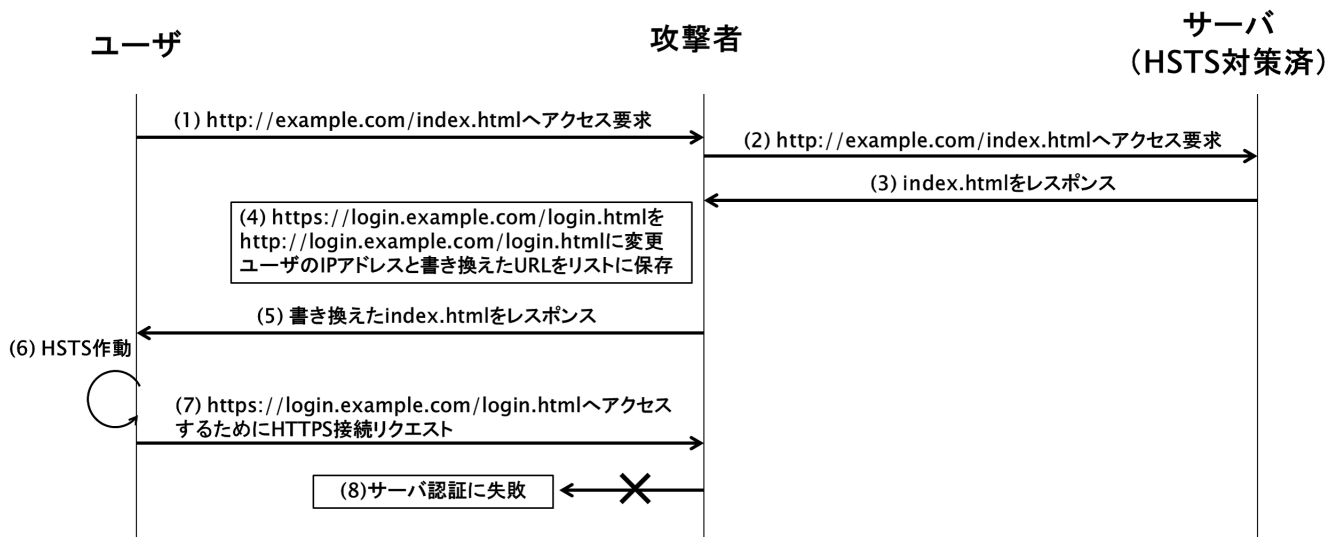 ユーザ
攻撃者
サーバ
（HSTS対策済）
(1) http://example.com/index.htmlへアクセス要求
(2) http://example.com/index.htmlへアクセス要求
(3) index.htmlをレスポンス
(4) https://login.example.com/login.htmlを
http://login.example.com/login.htmlに変更
ユーザのIPアドレスと書き換えたURLをリストに保存
(5) 書き換えたindex.htmlをレスポンス
(6) HSTS作動
(7) https://login.example.com/login.htmlへアクセス
するためにHTTPS接続リクエスト
(8)サーバ認証に失敗